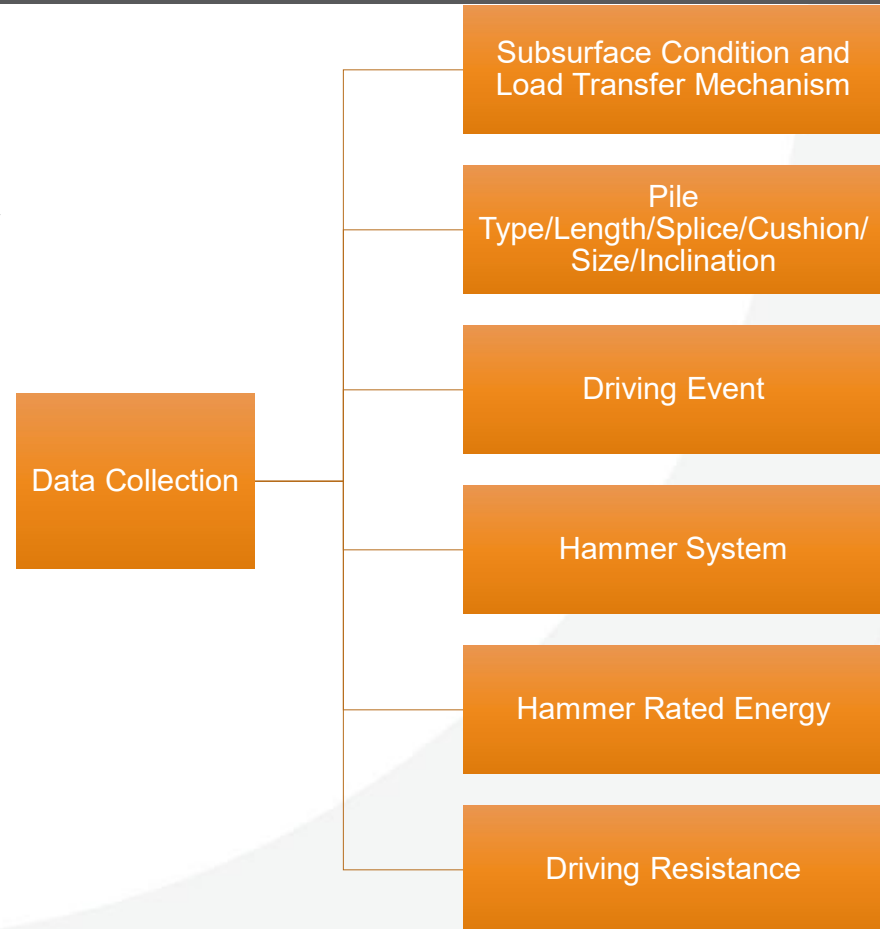 Subsurface Condition and
Load Transfer Mechanism
Pile
Type/Length/Splice/Cushion/
Size/Inclination
Driving Event
Data Collection
Hammer System
Hammer Rated Energy
Driving Resistance